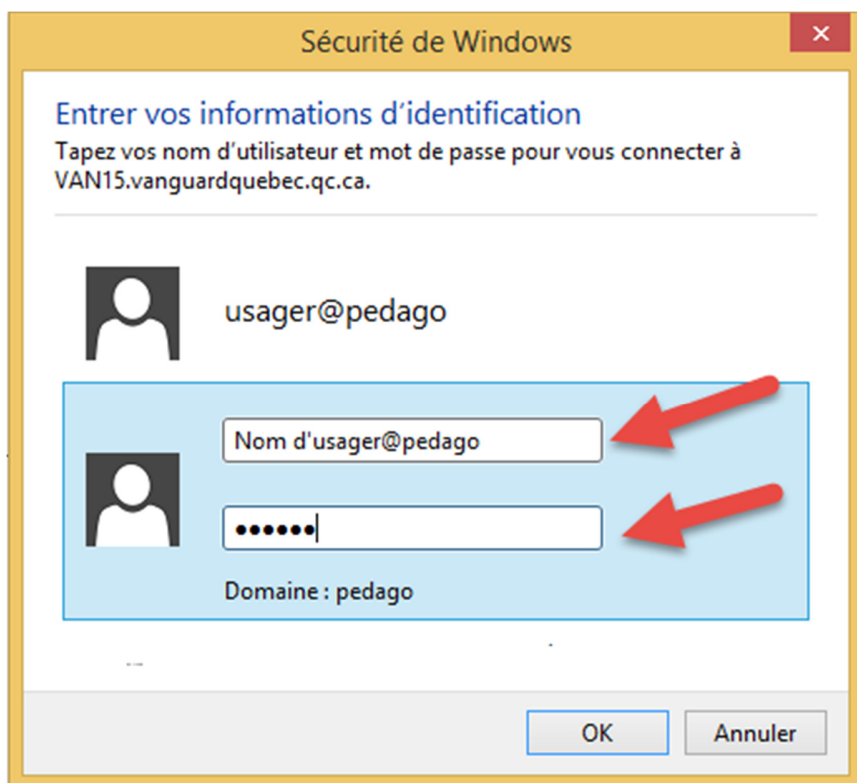 Sécurité de Windows
Entrer vos informations d'identification
Tapez vos nom d'utilisateur et mot de passe pour vous connecter à
VAN15.vanguardquebec.qc.ca.
usager@pedago
Nom d'usager@pedago
••••••
Domaine : pedago
OK
Annuler